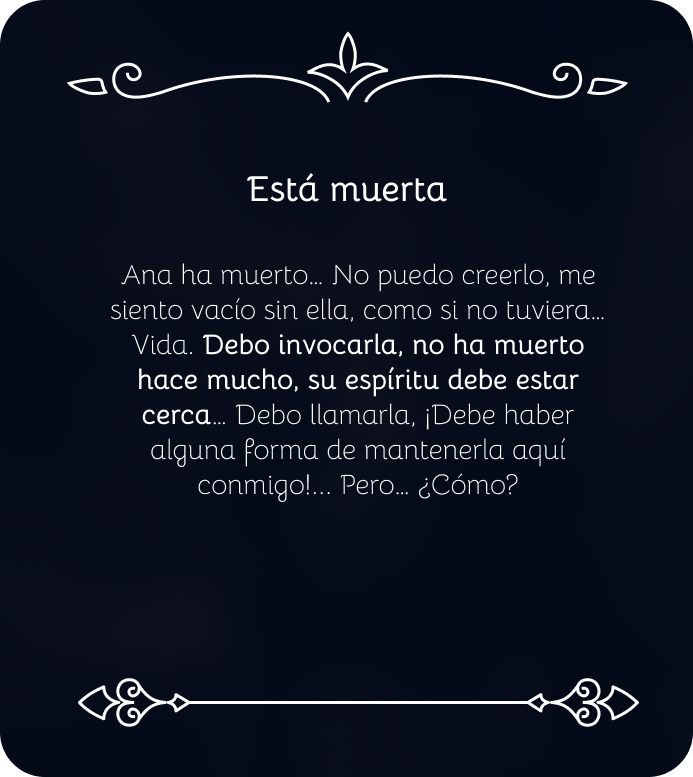 Está muerta
Ana ha muerto... No puedo creerlo, me
siento vacío sin ella, como si no tuviera...
Vida. Debo invocarla, no ha muerto
hace mucho, su espíritu debe estar
cerca... Debo llamarla, ¡Debe haber
alguna forma de mantenerla aquí
conmigo!... Pero... ¿Cómo?